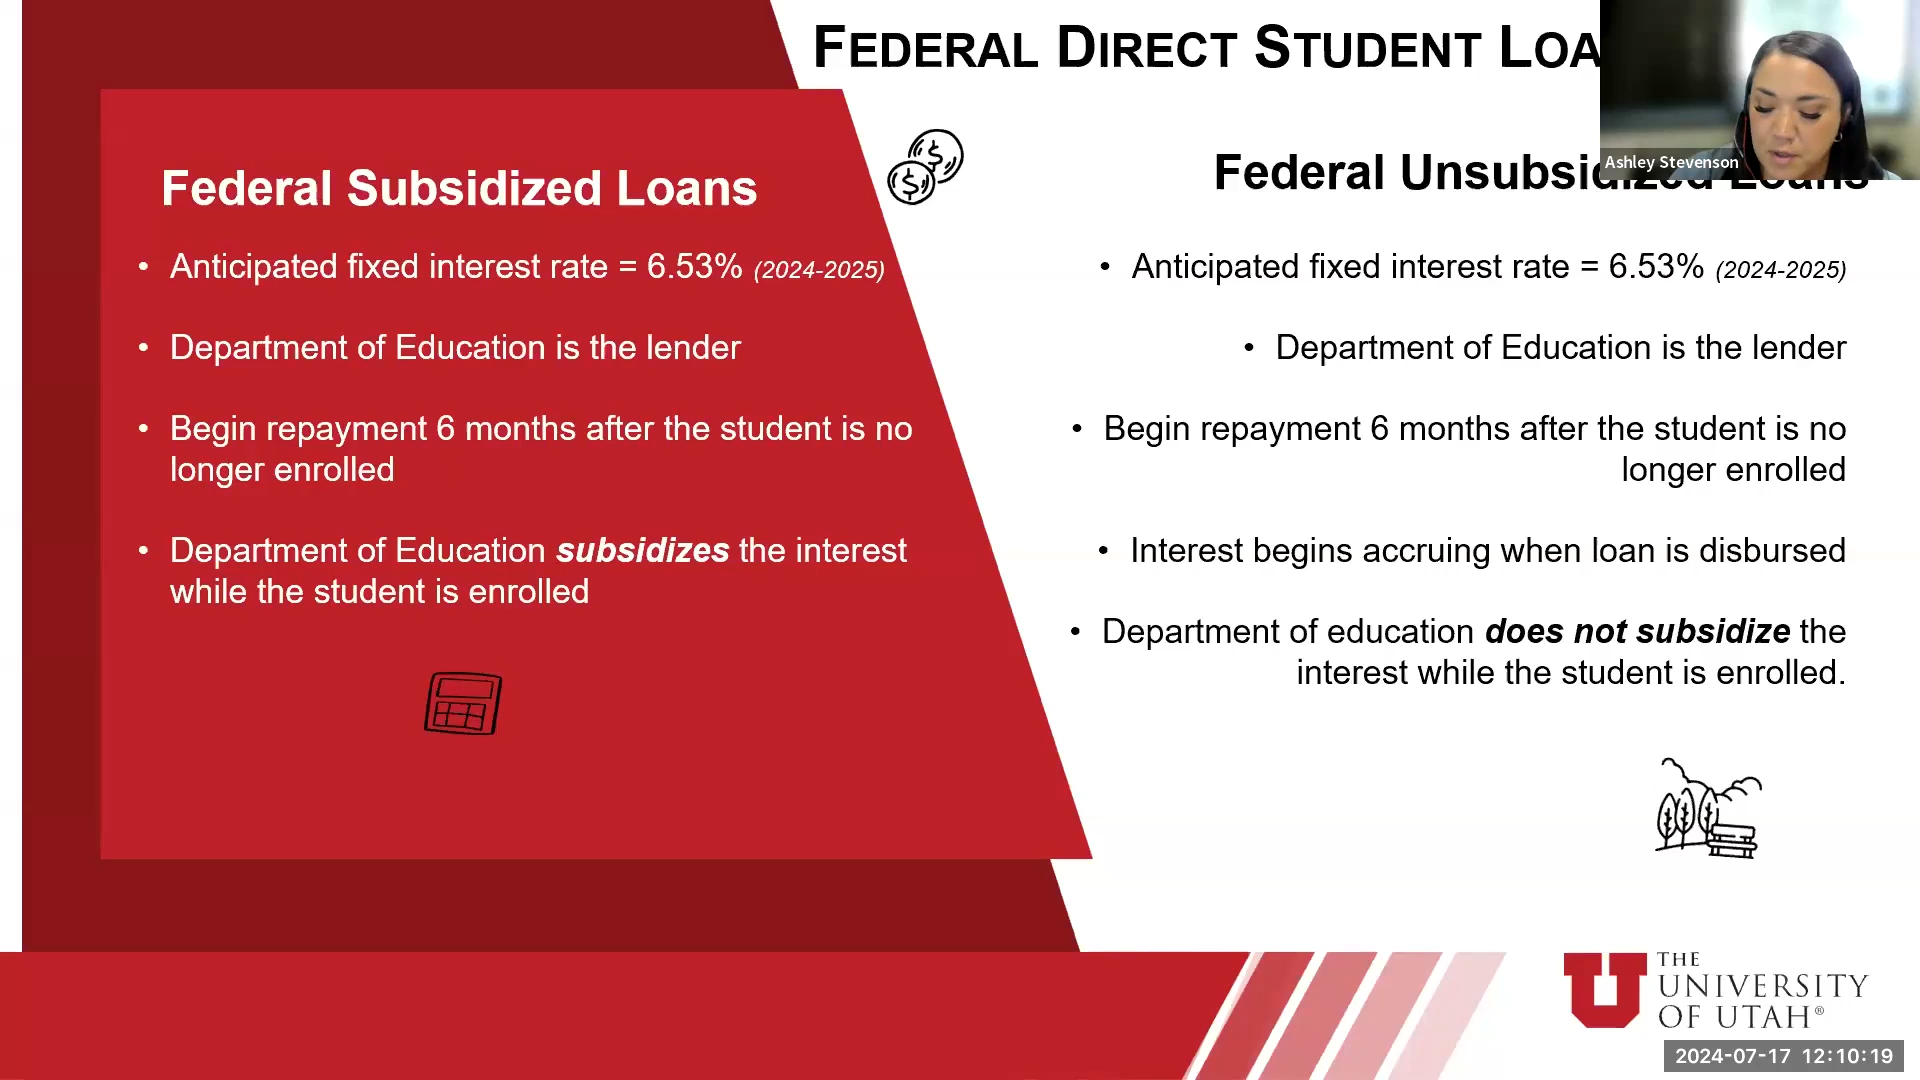 FEDERAL DIRECT STUDENT LOA
Ashley Stevenson
Federal Subsidized Loans
• Anticipated fixed interest rate = 6.53% (2024-2025)
• Department of Education is the lender
• Begin repayment 6 months after the student is no
longer enrolled
• Department of Education subsidizes the interest
while the student is enrolled
Federal Unsubsidized Loans
• Anticipated fixed interest rate = 6.53% (2024-2025)
• Department of Education is the lender
• Begin repayment 6 months after the student is no
longer enrolled
• Interest begins accruing when loan is disbursed
• Department of education does not subsidize the
interest while the student is enrolled.
THE
UNIVERSITY
OF UTAH®
2024-07-17 12:10:19